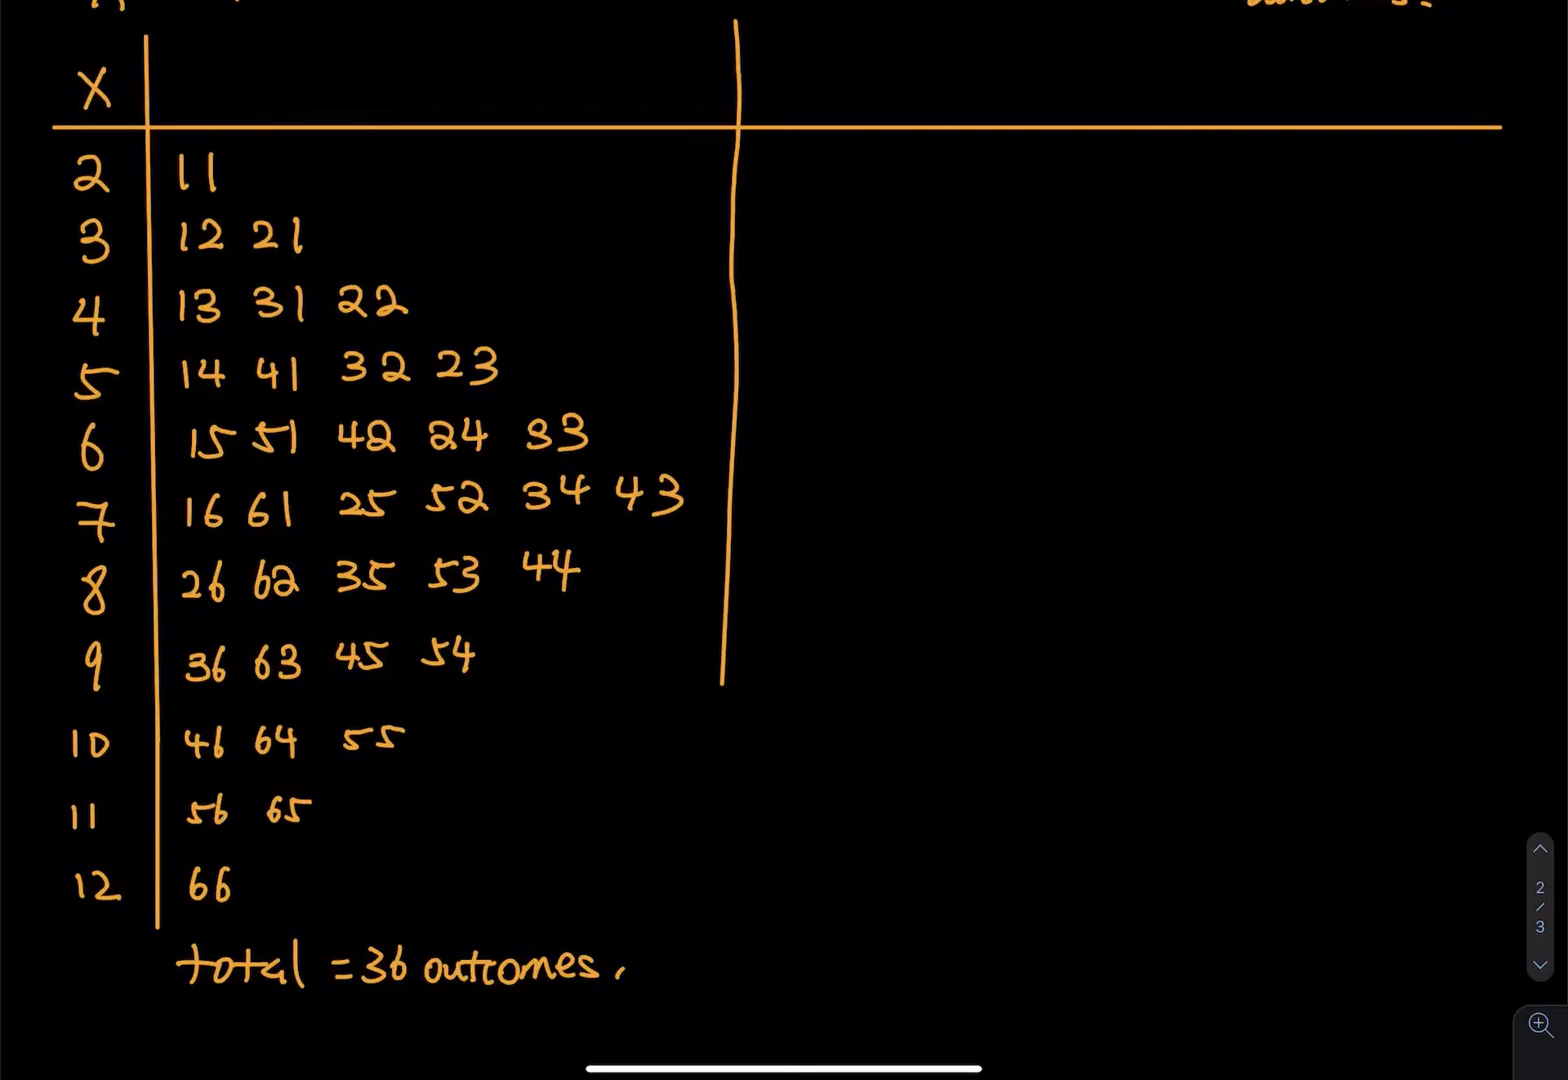 X
2 11
3 12 21
4 13 31 22
5 14 41 32 23
6 15 51 42 24 33
7 16 61 25 52 34 43
8 26 62 35 53 44
9 36 63 45 54
10 46 64 55
11 56 65
12 66
total = 36 outcomes,
2
/
3